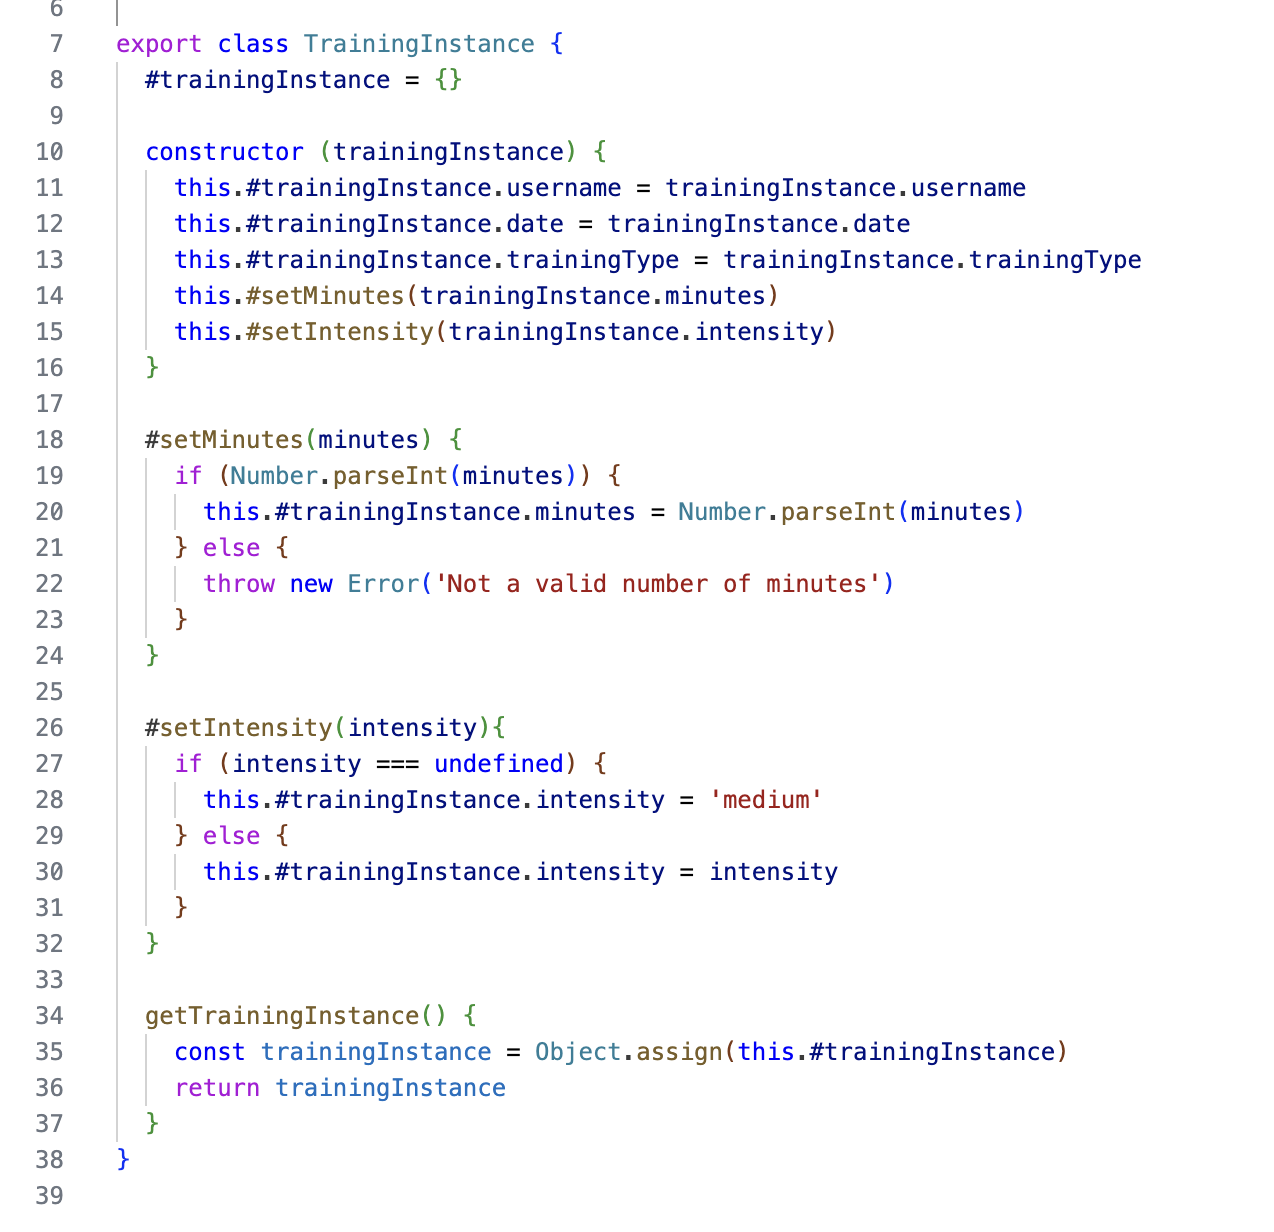 6
7 export class TrainingInstance {
8   #trainingInstance = {}
9
10   constructor (trainingInstance) {
11     this.#trainingInstance.username = trainingInstance.username
12     this.#trainingInstance.date = trainingInstance.date
13     this.#trainingInstance.trainingType = trainingInstance.trainingType
14     this.#setMinutes(trainingInstance.minutes)
15     this.#setIntensity(trainingInstance.intensity)
16   }
17
18   #setMinutes(minutes) {
19     if (Number.parseInt(minutes)) {
20       this.#trainingInstance.minutes = Number.parseInt(minutes)
21     } else {
22       throw new Error('Not a valid number of minutes')
23     }
24   }
25
26   #setIntensity(intensity){
27     if (intensity === undefined) {
28       this.#trainingInstance.intensity = 'medium'
29     } else {
30       this.#trainingInstance.intensity = intensity
31     }
32   }
33
34   getTrainingInstance() {
35     const trainingInstance = Object.assign(this.#trainingInstance)
36     return trainingInstance
37   }
38 }
39